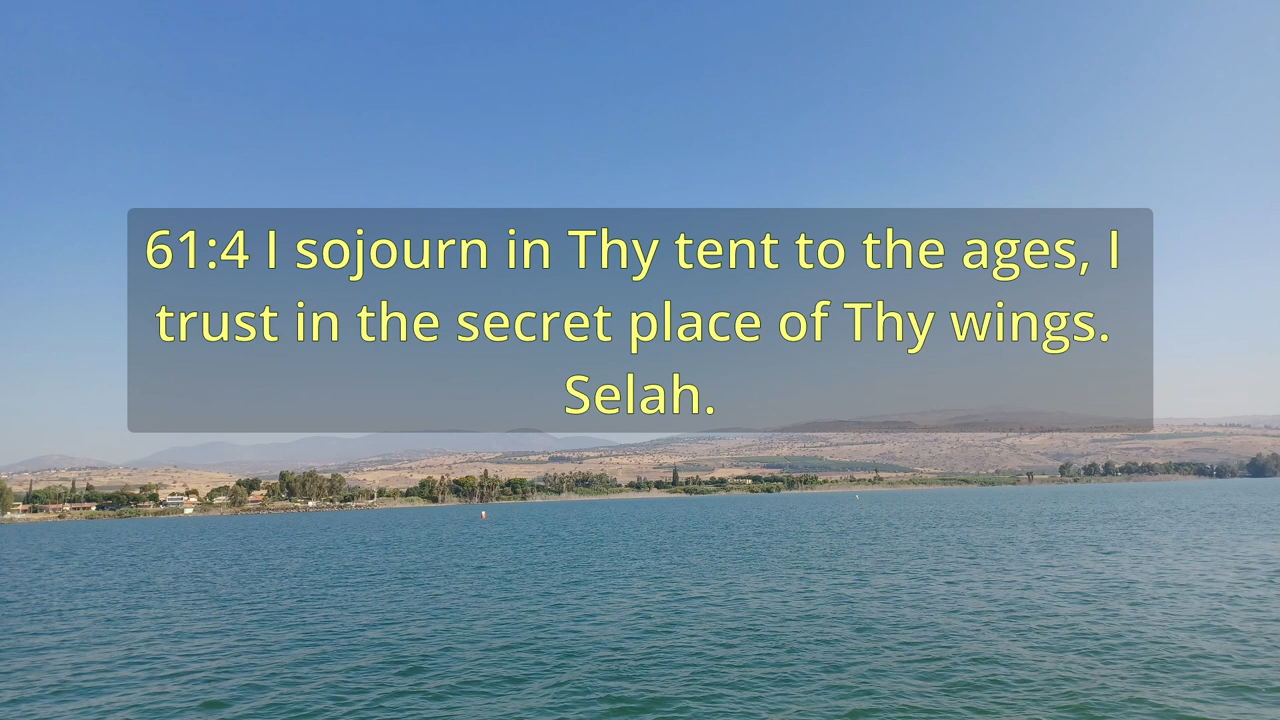 61:4 I sojourn in Thy tent to the ages, I
trust in the secret place of Thy wings.
Selah.